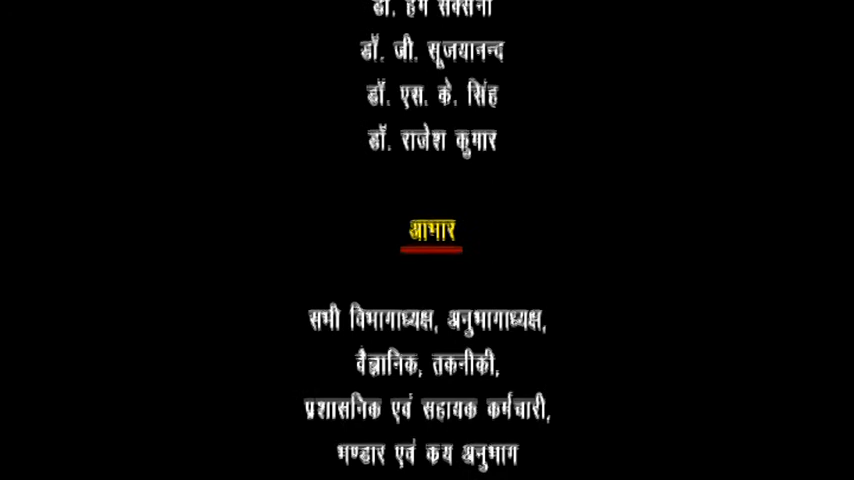 डॉ. हेम सक्सेना
डॉ. जी. सूजयानन्द
डॉ. एस. के. सिंह
डॉ. राजेश कुमार
आभार
सभी विभागाध्यक्ष, अनुभागाध्यक्ष,
वैज्ञानिक, तकनीकी,
प्रशासनिक एवं सहायक कर्मचारी,
भण्डार एवं क्रय अनुभाग